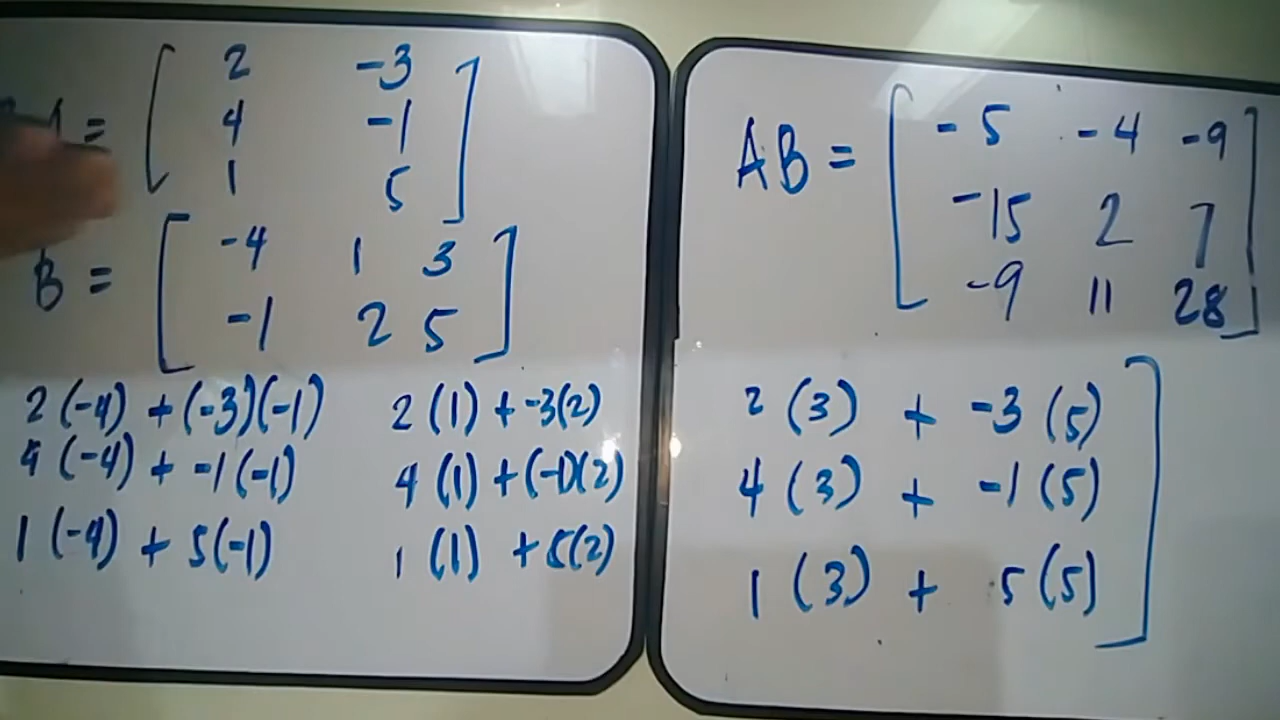 = [ 2 -3
4 -1
1 5 ]
B = [ -4 1 3
-1 2 5 ]
2 (-4) + (-3)(-1) 2 (1) + -3(2)
4 (-4) + -1(-1) 4 (1) + (-1)(2)
1 (-4) + 5(-1) 1 (1) + 5(2)
AB = [ -5 -4 -9
-15 2 7
-9 11 28 ]
2 (3) + -3 (5)
4 (3) + -1 (5)
1 (3) + 5 (5) ]